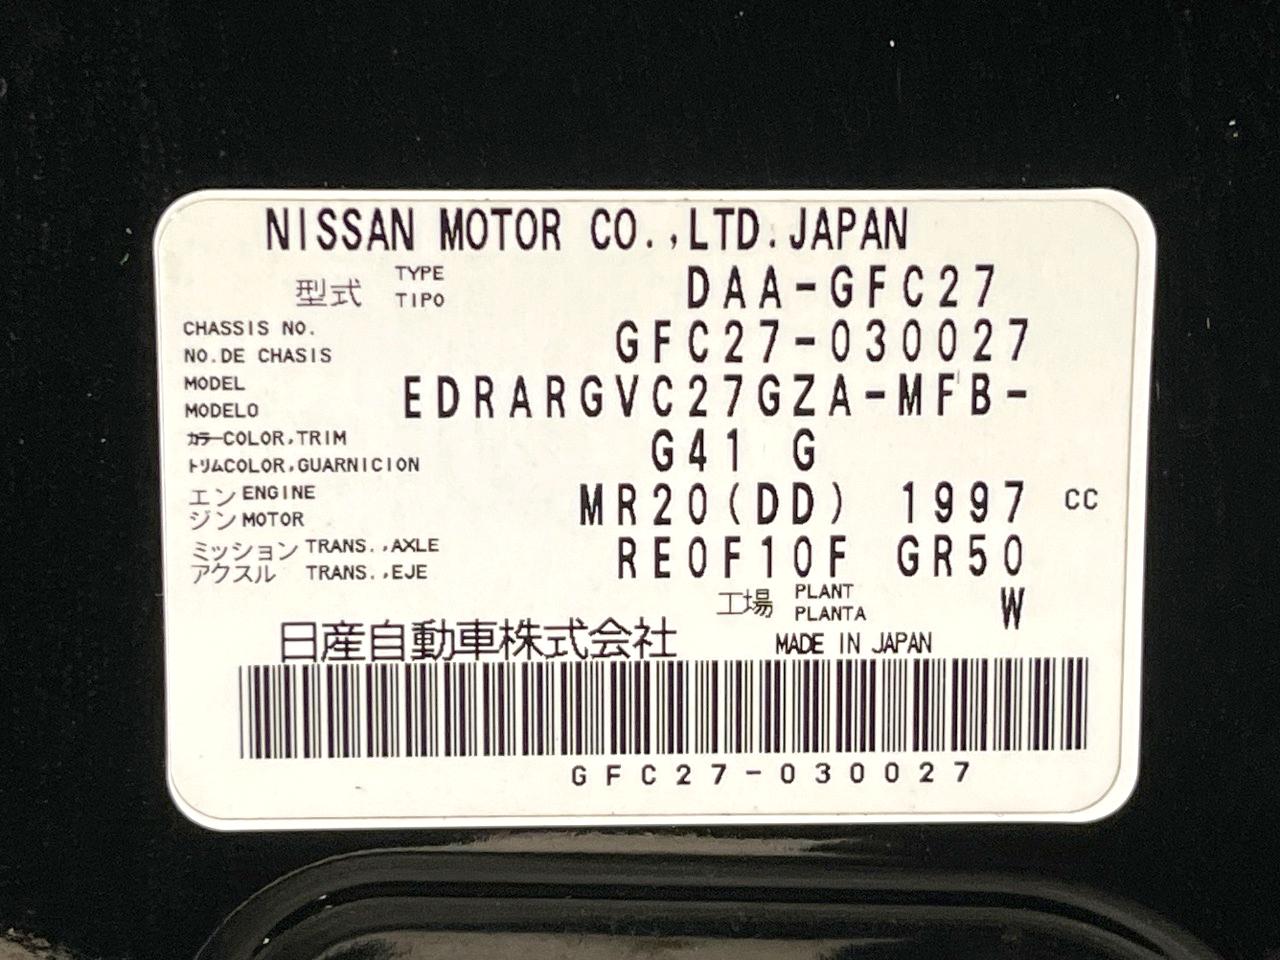 NISSAN MOTOR CO.,LTD.JAPAN
型式 TYPE TIPO DAA-GFC27
CHASSIS NO.
NO.DE CHASIS GFC27-030027
MODEL
MODELO EDRARGVC27GZA-MFB-
カラーCOLOR,TRIM
トリムCOLOR,GUARNICION G41 G
エンジン ENGINE MOTOR MR20(DD) 1997 CC
ミッション TRANS.,AXLE
アクスル TRANS.,EJE RE0F10F GR50
工場 PLANT PLANTA W
日産自動車株式会社 MADE IN JAPAN
GFC27-030027